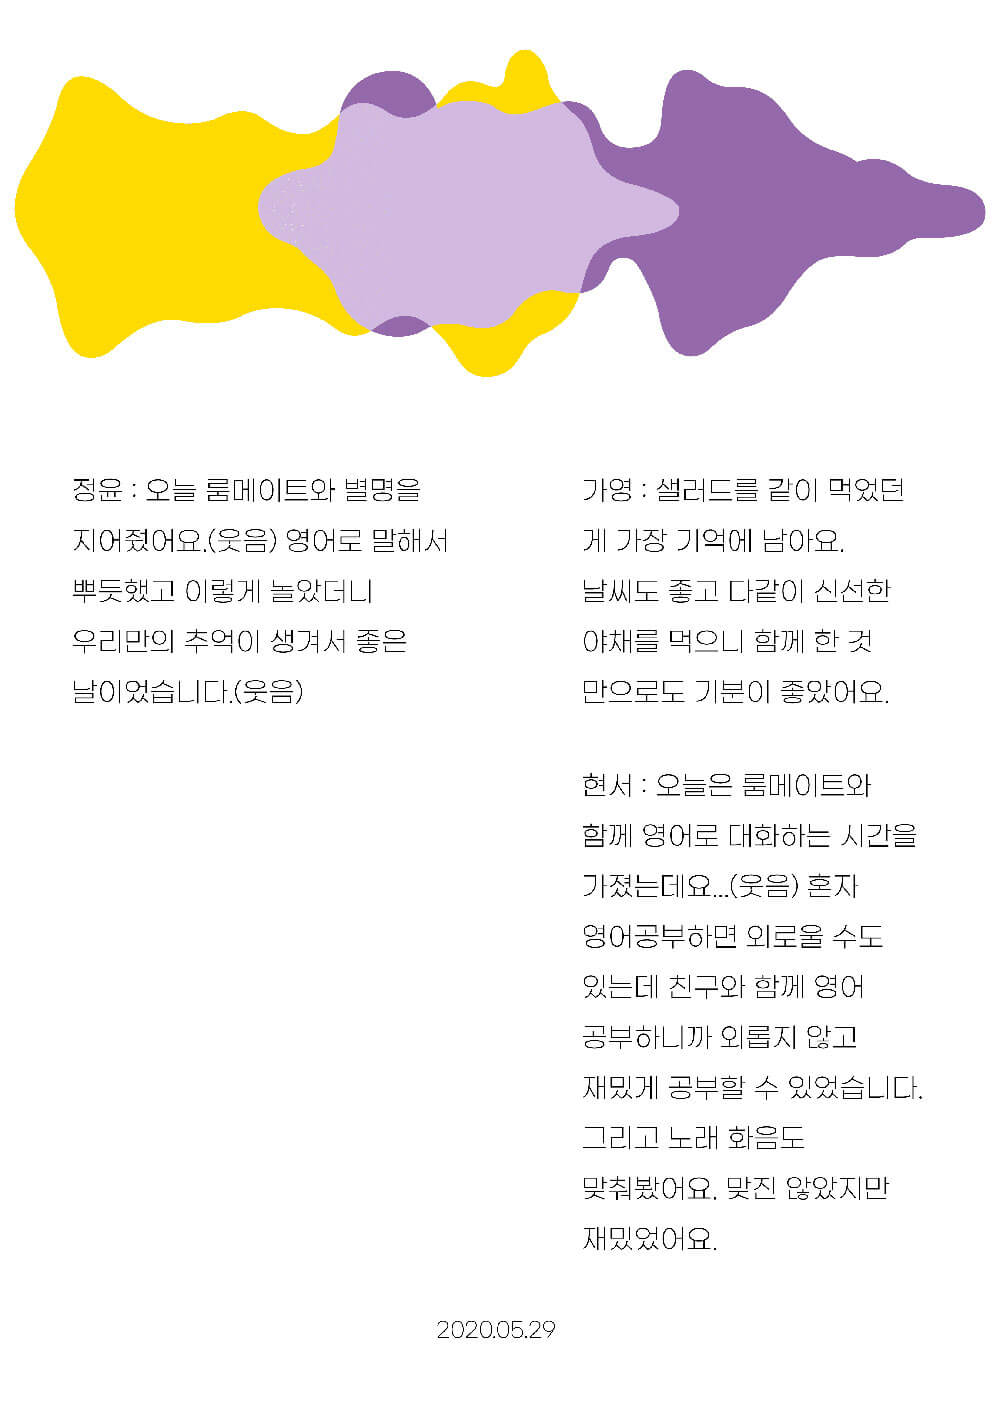 정윤 : 오늘 룸메이트와 별명을
지어줬어요.(웃음) 영어로 말해서
뿌듯했고 이렇게 놀았더니
우리만의 추억이 생겨서 좋은
날이었습니다.(웃음)
가영 : 샐러드를 같이 먹었던
게 가장 기억에 남아요.
날씨도 좋고 다같이 신선한
야채를 먹으니 함께 한 것
만으로도 기분이 좋았어요.
현서 : 오늘은 룸메이트와
함께 영어로 대화하는 시간을
가졌는데요...(웃음) 혼자
영어공부하면 외로울 수도
있는데 친구와 함께 영어
공부하니까 외롭지 않고
재밌게 공부할 수 있었습니다.
그리고 노래 화음도
맞춰봤어요. 맞진 않았지만
재밌었어요.
2020.05.29